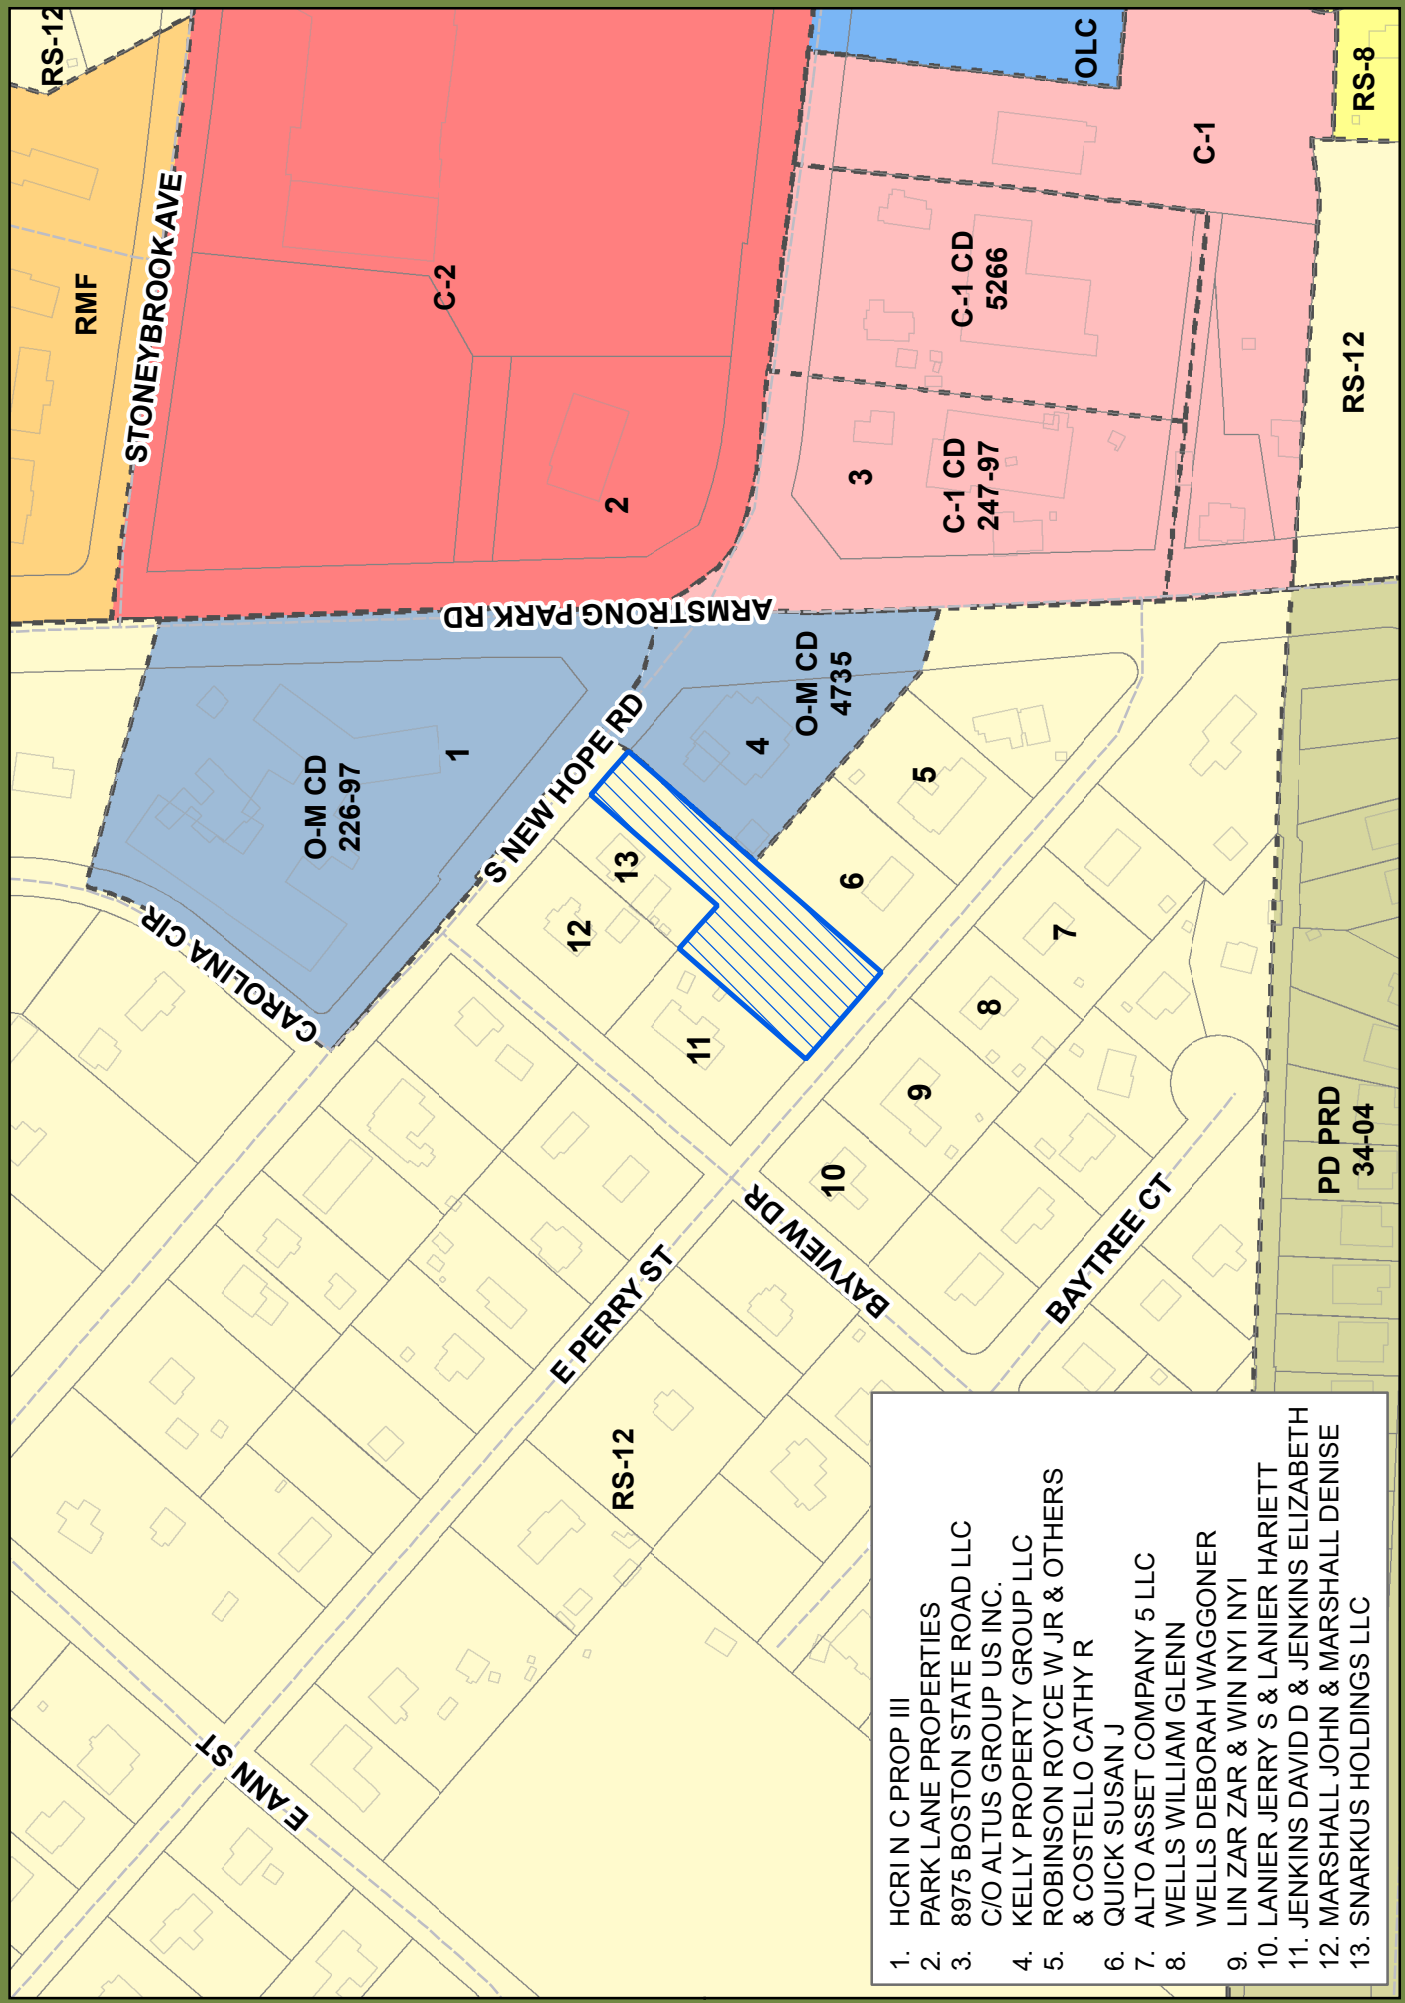 RS-12
RMF
STONEYBROOK AVE
C-2
2
OLC
C-1
RS-8
C-1 CD
5266
RS-12
3
C-1 CD
247-97
ARMSTRONG PARK RD
O-M CD
226-97
1
S NEW HOPE RD
O-M CD
4735
4
CAROLINA CIR
5
6
13
12
11
7
8
9
10
PD PRD
34-04
BAYVIEW DR
BAYTREE CT
E PERRY ST
RS-12
E ANN ST
1. HCRI N C PROP III
2. PARK LANE PROPERTIES
3. 8975 BOSTON STATE ROAD LLC
C/O ALTUS GROUP US INC.
4. KELLY PROPERTY GROUP LLC
5. ROBINSON ROYCE W JR & OTHERS
& COSTELLO CATHY R
6. QUICK SUSAN J
7. ALTO ASSET COMPANY 5 LLC
8. WELLS WILLIAM GLENN
WELLS DEBORAH WAGGONER
9. LIN ZAR ZAR & WIN NYI NYI
10. LANIER JERRY S & LANIER HARIETT
11. JENKINS DAVID D & JENKINS ELIZABETH
12. MARSHALL JOHN & MARSHALL DENISE
13. SNARKUS HOLDINGS LLC